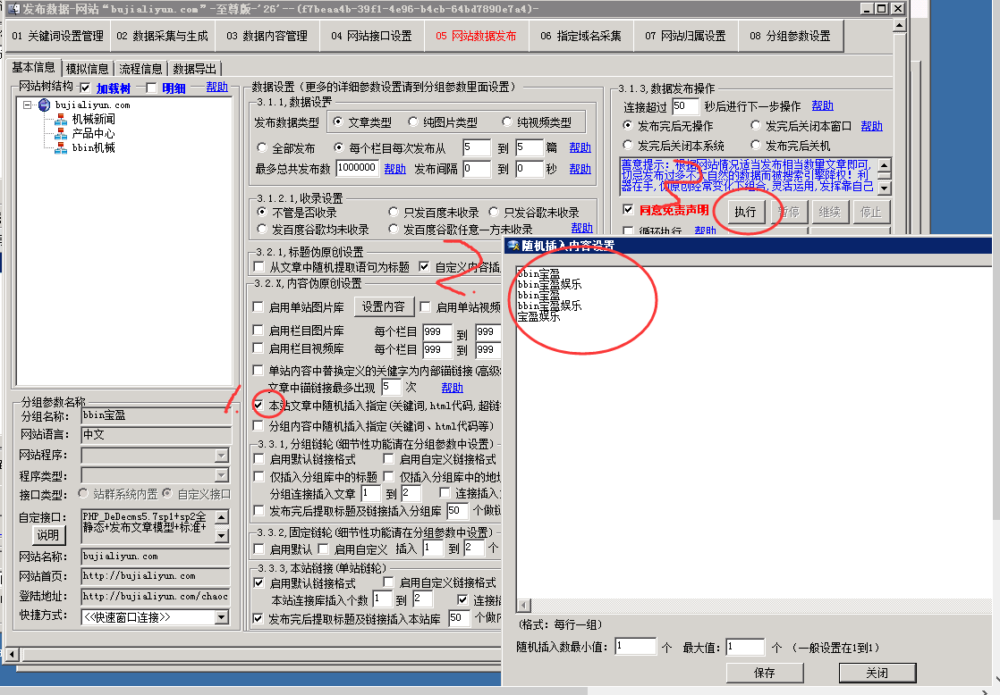 发布数据-网站“bujialiyun.com”-至尊版-'26'--(f7beaa4b-39f1-4e96-b4cb-64bd7890e7a4)-
01 关键词设置管理 02 数据采集与生成 03 数据内容管理 04 网站接口设置 05 网站数据发布 06 指定域名采集 07 网站归属设置 08 分组参数设置
基本信息 模拟信息 流程信息 数据导出
网站树结构 加载树 明细 帮助
bujialiyun.com
机械新闻
产品中心
bbin机械
分组参数名称
分组名称: bbin宝盈
网站语言: 中文
网站程序:
程序类型:
接口类型: 站群系统内置 自定义接口
自定接口: PHP_DeDecms5.7sp1+sp2全
静态+发布文章模型+标准+
说明
网站名称: bujialiyun.com
网站首页: http://bujialiyun.com
登陆地址: http://bujialiyun.com/chaoc
快捷方式: <<快速窗口连接>>
数据设置(更多的详细参数设置请到分组参数里面设置)
3.1.1,数据设置
发布数据类型 文章类型 纯图片类型 纯视频类型
全部发布 每个栏目每次发布从 5 到 5 篇 帮助
最多总共发布数 1000000 帮助 发布间隔 0 到 0 秒 帮助
3.1.2.1,收录设置
不管是否收录 只发百度未收录 只发谷歌未收录
发百度谷歌均未收录 发百度谷歌任意一方未收录 帮助
3.2.1,标题伪原创设置
从文章中随机提取语句为标题 自定义内容插
3.2.X,内容伪原创设置
启用单站图片库 设置内容 启用单站视频
启用栏目图片库 每个栏目 999 到 999
启用栏目视频库 每个栏目 999 到 999
单站内容中替换定义的关健字为内部锚链接(高级
文章中锚链接最多出现 5 次 帮助
本站文章中随机插入指定(关键词,html代码,超链
分组内容中随机插入指定(关键词、html代码等)
3.3.1,分组链轮(细节性功能请在分组参数中设置)
启用默认链接格式 启用自定义链接格式
仅插入分组库中的标题 仅插入分组库中的地
分组连接插入文章 1 到 2 连接插入
发布完后提取标题及链接插入分组库 50 个做链
3.3.2,固定链轮(细节性功能请在分组参数中设置)
启用默认 启用自定义 插入 1 到 2 个
3.3.3,本站链接(单站链轮)
启用默认链接格式 启用自定义链接格式
本站连接库插入个数 1 到 2 连接插
发布完后提取标题及链接插入本站库 50 个做内
3.1.3,数据发布操作
连接超过 50 秒后进行下一步操作 帮助
发布完后无操作 发完后关闭本窗口 帮助
发完后关闭本系统 发布完后关机
善意提示: 根据网站情况适当发布相当数量文章即可,
切忌发布过多不太自然的数据而被搜索引擎降权! 利
器在手, 伪原创经常变化下组合, 灵活运用, 发挥靠自己
同意免责声明 执行 暂停 继续 停止
循环执行 帮助
1.
2.
3
随机插入内容设置
bbin宝盈
bbin宝盈娱乐
bbin宝盈
bbin宝盈娱乐
宝盈娱乐
(格式: 每行一组)
随机插入数最小值: 1 个 最大值: 1 个 (一般设置在1到1)
保存 关闭